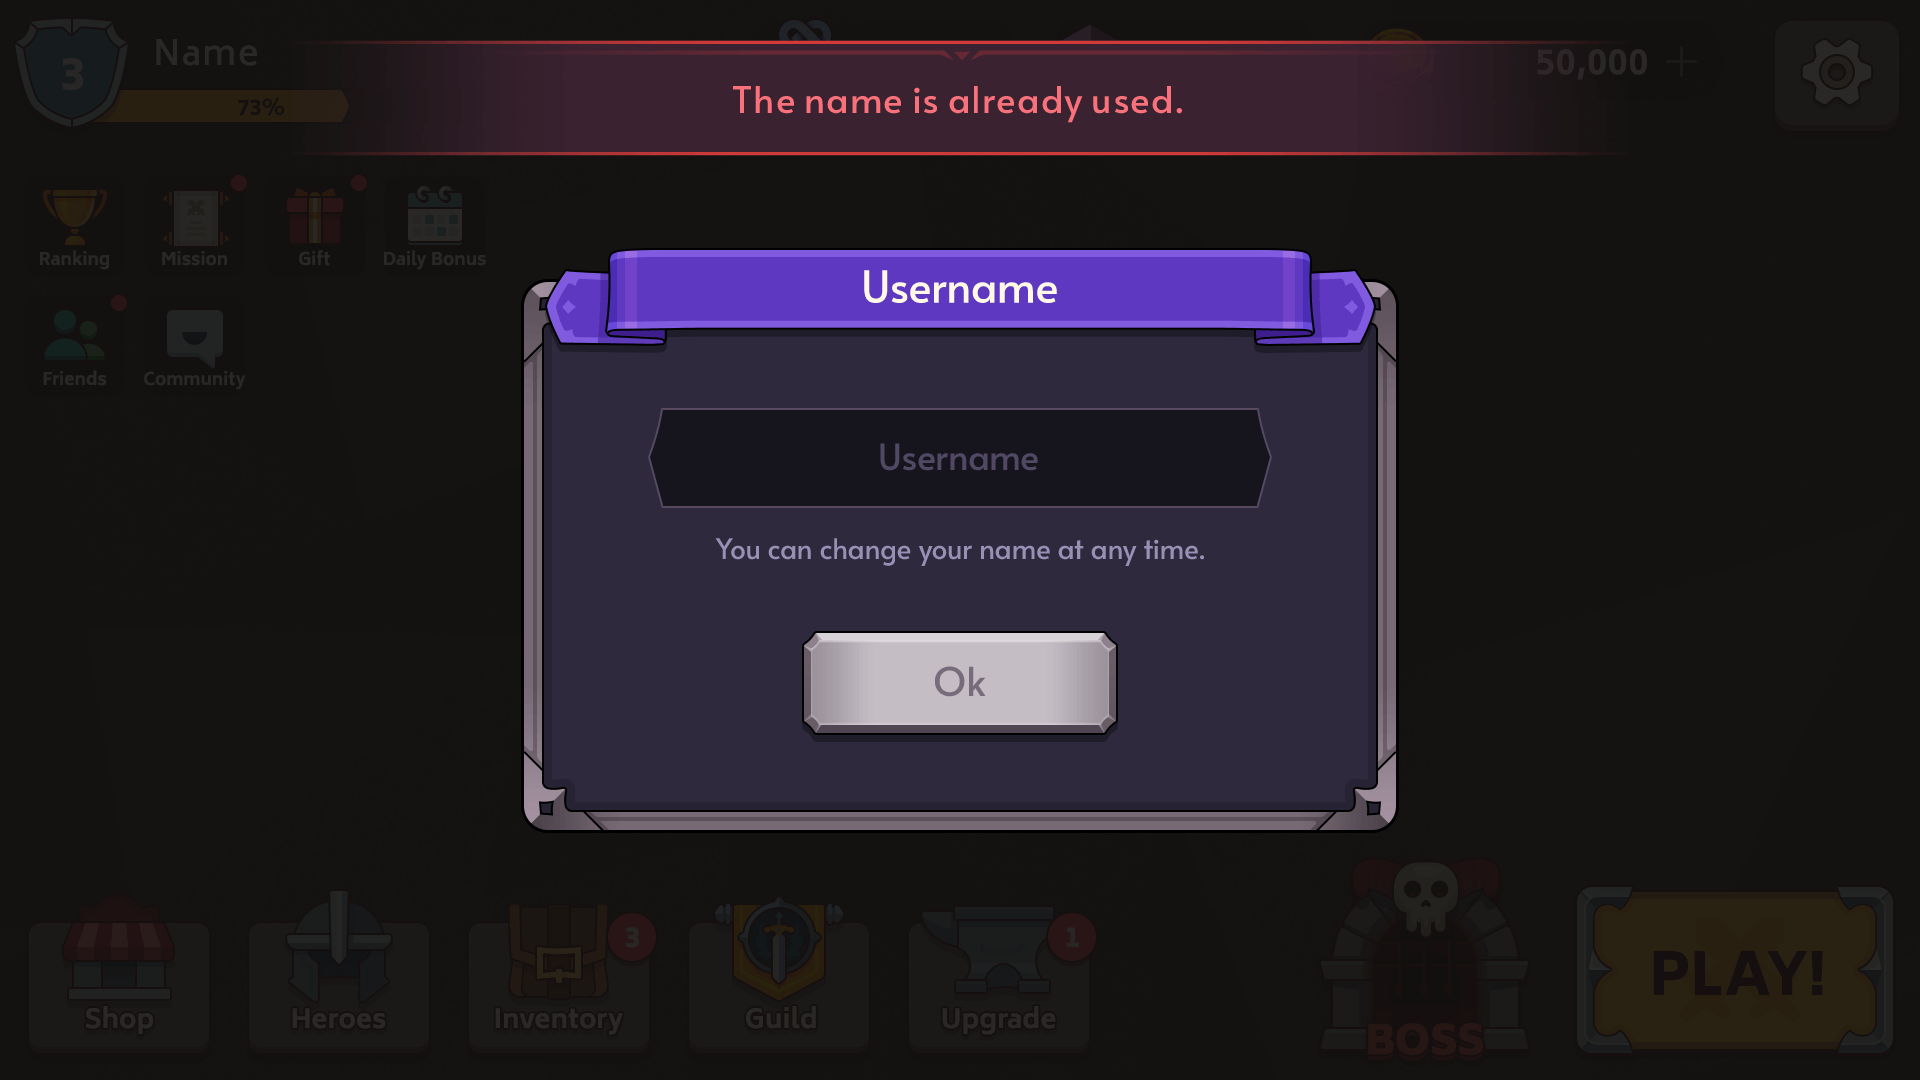 3
Name
73%
50,000
The name is already used.
Ranking
Mission
Gift
Daily Bonus
Friends
Community
Username
Username
You can change your name at any time.
Ok
3
1
Shop
Heroes
Inventory
Guild
Upgrade
BOSS
PLAY!